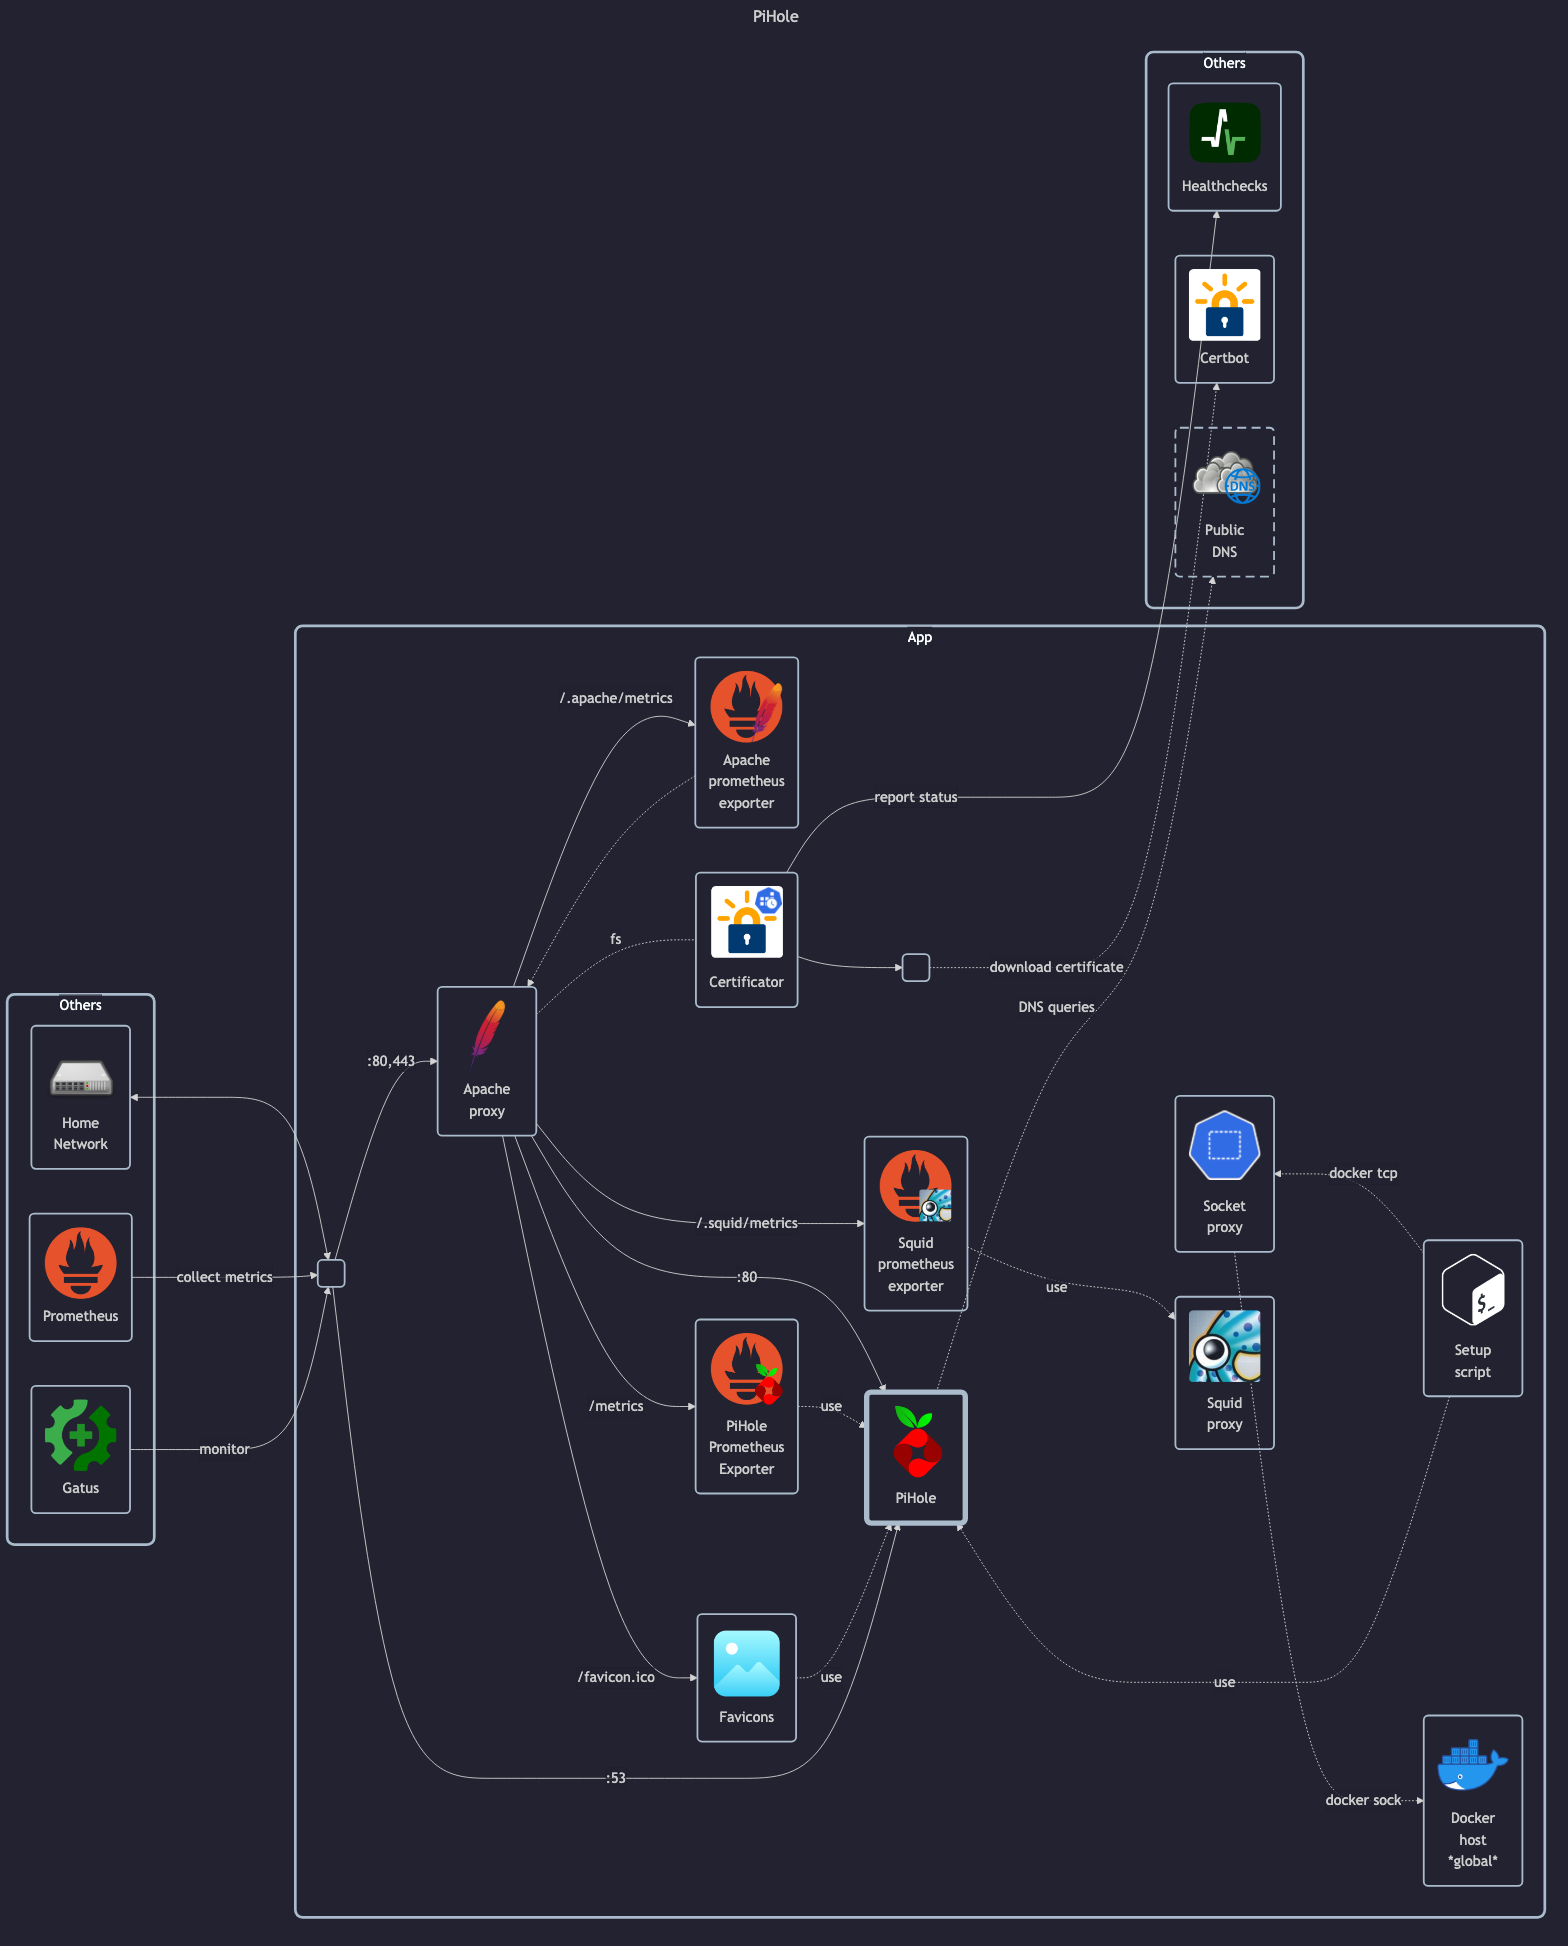 PiHole
Others
Healthchecks
Certbot
DNS
Public
DNS
App
/.apache/metrics
Apache
prometheus
exporter
report status
fs
Certificator
download certificate
DNS queries
Others
Home
Network
:80,443
Apache
proxy
Prometheus
collect metrics
Gatus
monitor
/.squid/metrics
Squid
prometheus
exporter
:80
use
Socket
proxy
docker tcp
$_
Setup
script
Squid
proxy
/metrics
PiHole
Prometheus
Exporter
use
PiHole
/favicon.ico
Favicons
use
use
:53
docker sock
Docker
host
*global*